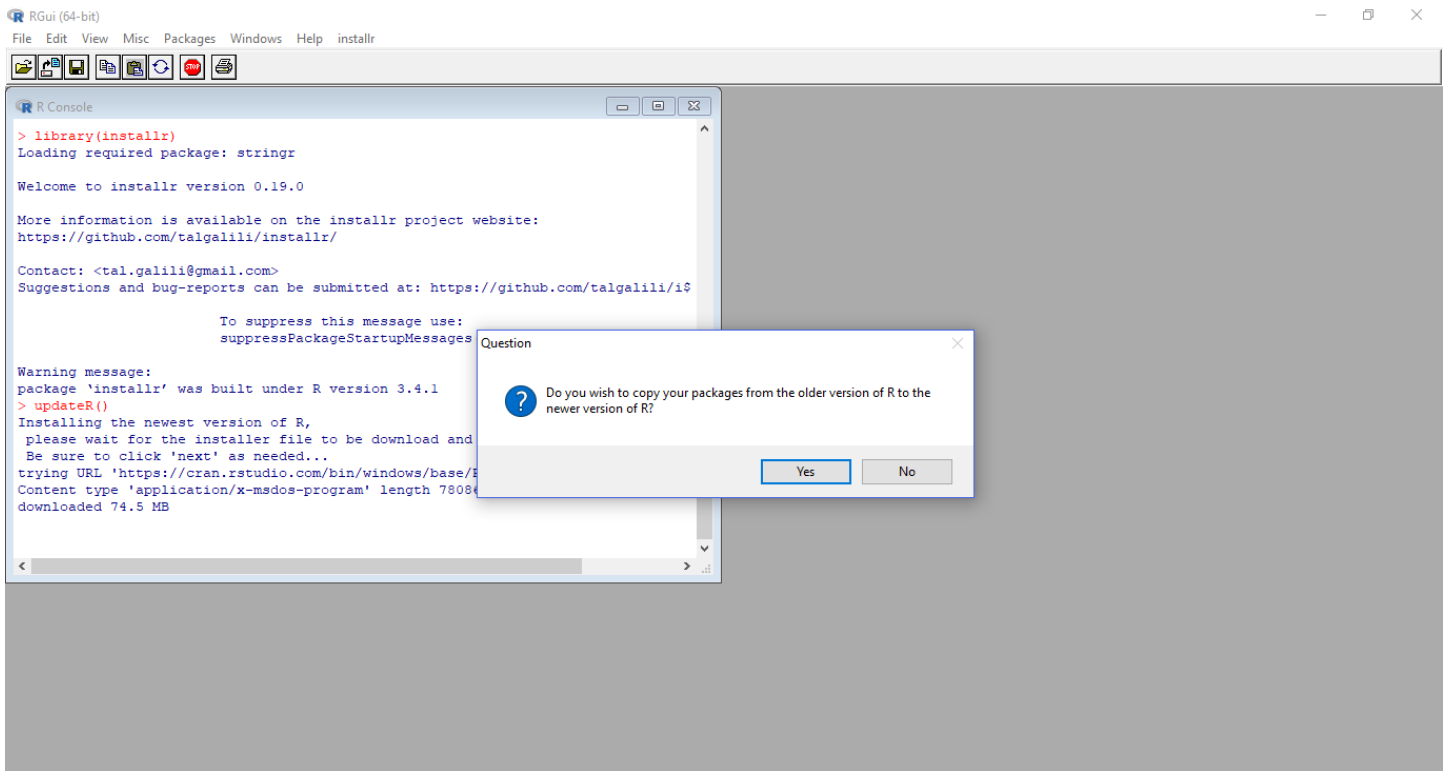 RGui (64-bit)
File Edit View Misc Packages Windows Help installr
STOP
R Console
> library(installr)
Loading required package: stringr
Welcome to installr version 0.19.0
More information is available on the installr project website:
https://github.com/talgalili/installr/
Contact: <tal.galili@gmail.com>
Suggestions and bug-reports can be submitted at: https://github.com/talgalili/i$
To suppress this message use:
suppressPackageStartupMessages
Warning message:
package ‘installr’ was built under R version 3.4.1
> updateR()
Installing the newest version of R,
please wait for the installer file to be download and
Be sure to click 'next' as needed...
trying URL 'https://cran.rstudio.com/bin/windows/base/
Content type 'application/x-msdos-program' length 7808
downloaded 74.5 MB
Question
Do you wish to copy your packages from the older version of R to the
newer version of R?
Yes No